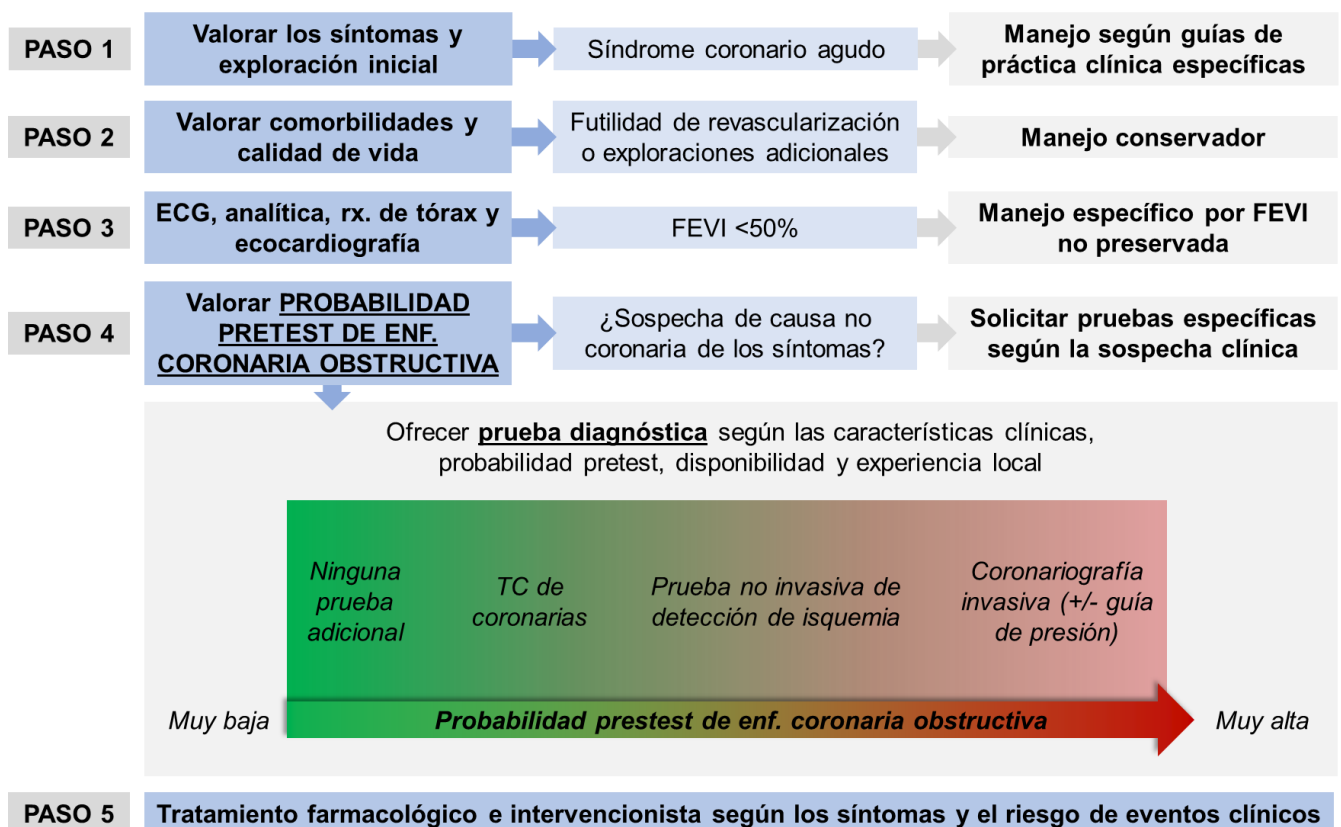 PASO 1
Valorar los síntomas y
exploración inicial
Síndrome coronario agudo
Manejo según guías de
práctica clínica específicas
PASO 2
Valorar comorbilidades y
calidad de vida
Futilidad de revascularización
o exploraciones adicionales
Manejo conservador
PASO 3
ECG, analítica, rx. de tórax y
ecocardiografía
FEVI <50%
Manejo específico por FEVI
no preservada
PASO 4
Valorar PROBABILIDAD
PRETEST DE ENF.
CORONARIA OBSTRUCTIVA
¿Sospecha de causa no
coronaria de los síntomas?
Solicitar pruebas específicas
según la sospecha clínica
Ofrecer prueba diagnóstica según las características clínicas,
probabilidad pretest, disponibilidad y experiencia local
Ninguna
prueba
adicional
TC de
coronarias
Prueba no invasiva de
detección de isquemia
Coronariografía
invasiva (+/- guía
de presión)
Muy baja
Probabilidad prestest de enf. coronaria obstructiva
Muy alta
PASO 5
Tratamiento farmacológico e intervencionista según los síntomas y el riesgo de eventos clínicos